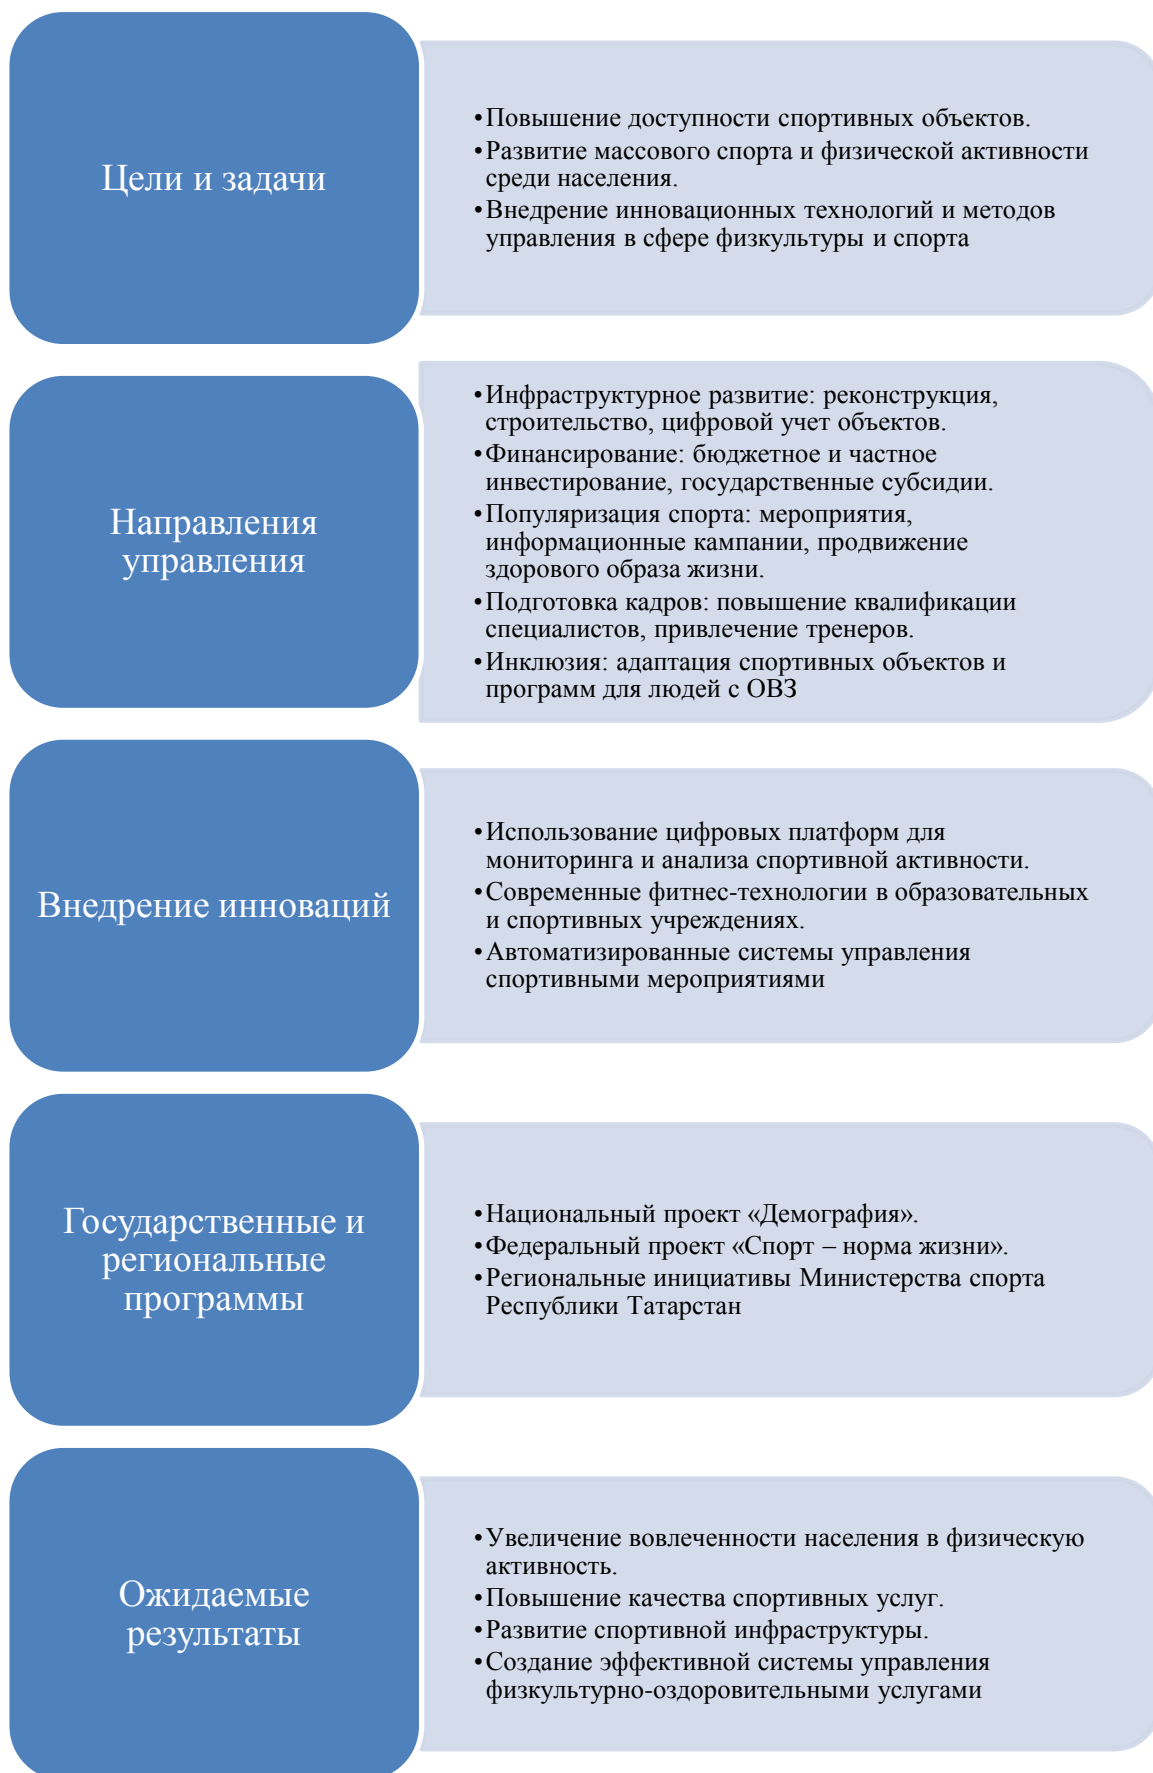 Цели и задачи
•Повышение доступности спортивных объектов.
•Развитие массового спорта и физической активности
среди населения.
•Внедрение инновационных технологий и методов
управления в сфере физкультуры и спорта
Направления
управления
•Инфраструктурное развитие: реконструкция,
строительство, цифровой учет объектов.
•Финансирование: бюджетное и частное
инвестирование, государственные субсидии.
•Популяризация спорта: мероприятия,
информационные кампании, продвижение
здорового образа жизни.
•Подготовка кадров: повышение квалификации
специалистов, привлечение тренеров.
•Инклюзия: адаптация спортивных объектов и
программ для людей с ОВЗ
Внедрение инноваций
•Использование цифровых платформ для
мониторинга и анализа спортивной активности.
•Современные фитнес-технологии в образовательных
и спортивных учреждениях.
•Автоматизированные системы управления
спортивными мероприятиями
Государственные и
региональные
программы
•Национальный проект «Демография».
•Федеральный проект «Спорт – норма жизни».
•Региональные инициативы Министерства спорта
Республики Татарстан
Ожидаемые
результаты
•Увеличение вовлеченности населения в физическую
активность.
•Повышение качества спортивных услуг.
•Развитие спортивной инфраструктуры.
•Создание эффективной системы управления
физкультурно-оздоровительными услугами